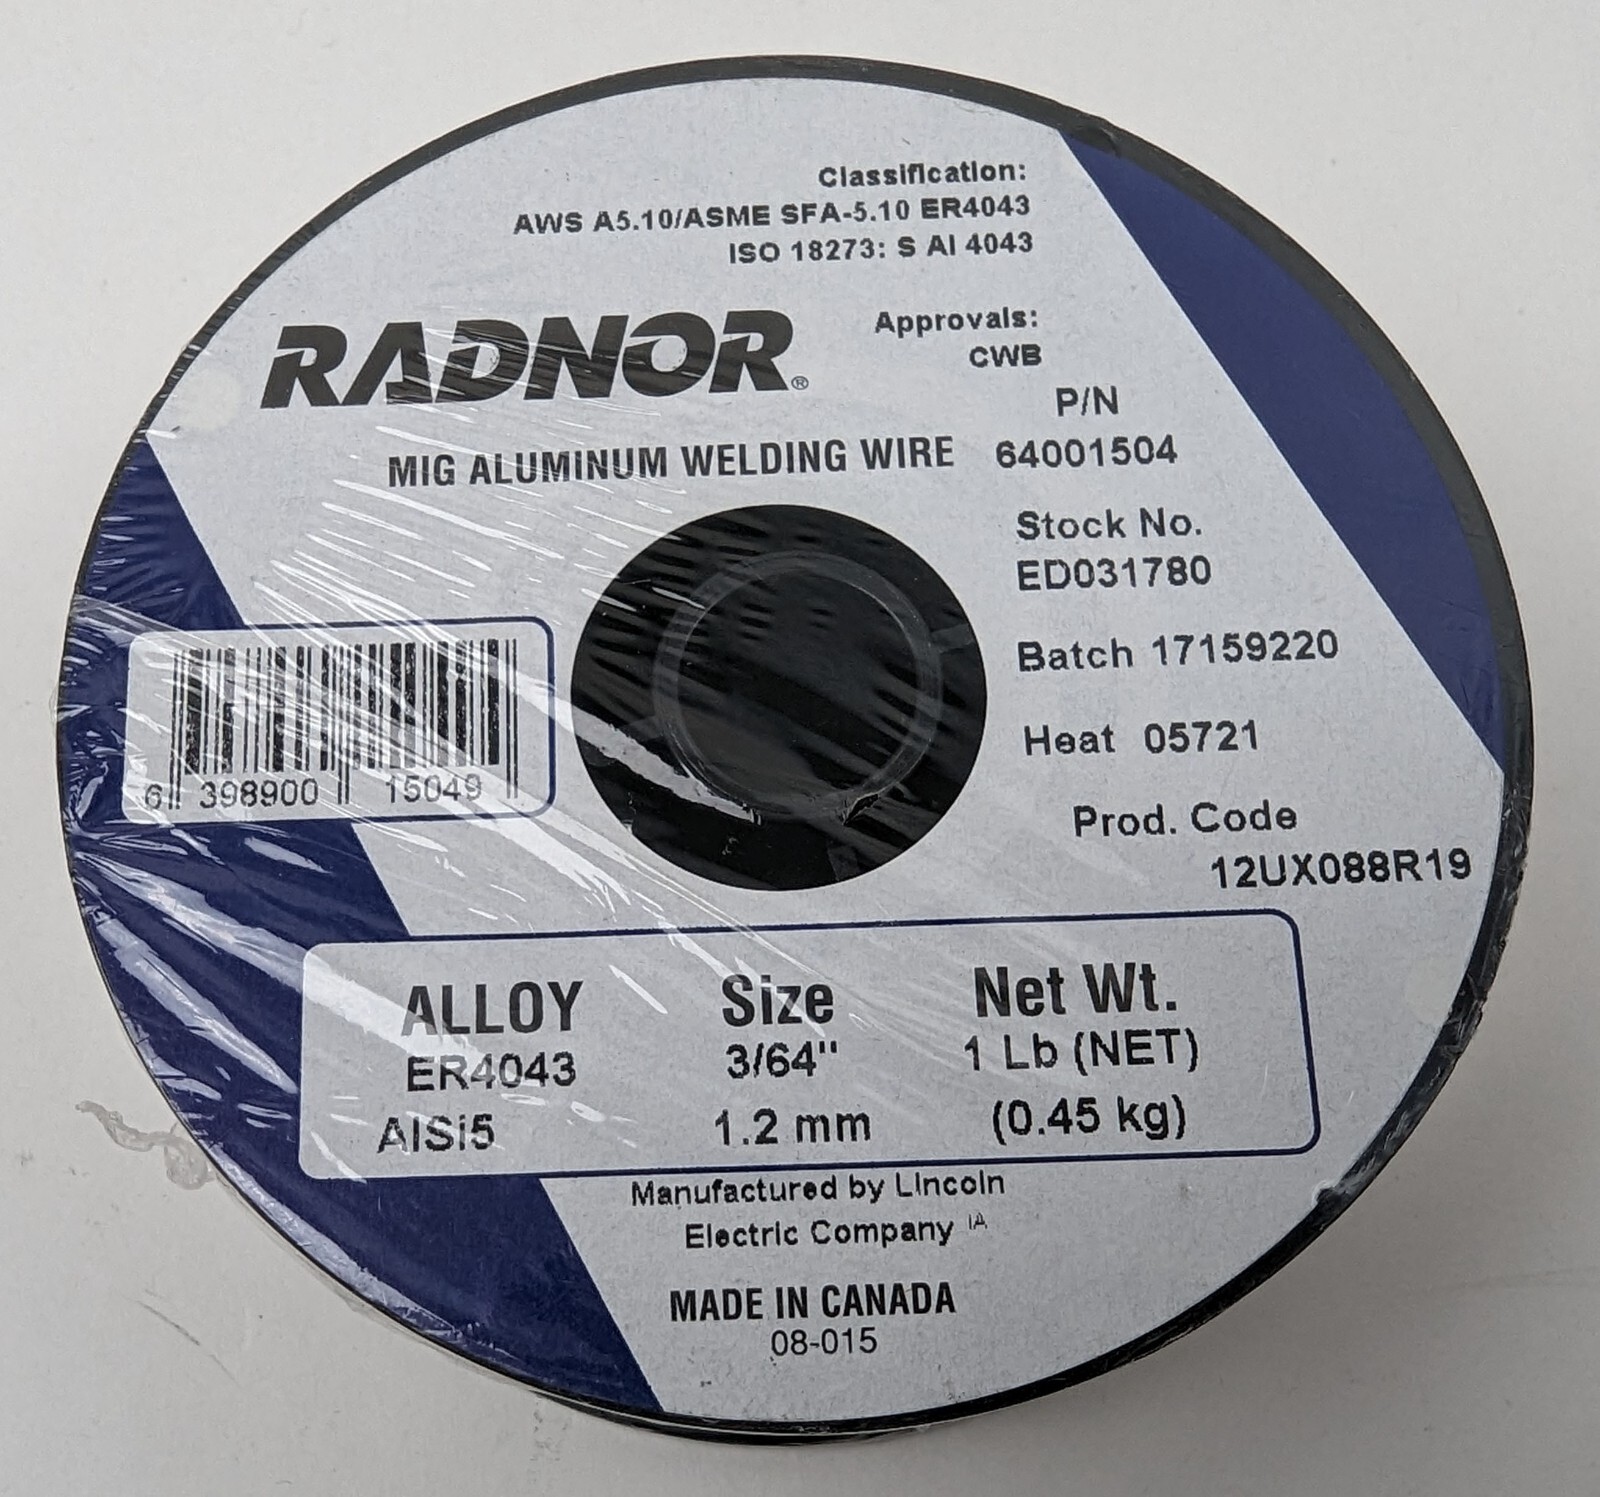 Classification:
AWS A5.10/ASME SFA-5.10 ER4043
ISO 18273: S Al 4043
RADNOR®
Approvals:
CWB
P/N
MIG ALUMINUM WELDING WIRE 64001504
Stock No.
ED031780
Batch 17159220
Heat 05721
6 398900 15049
Prod. Code
12UX088R19
ALLOY Size Net Wt.
ER4043 3/64" 1 Lb (NET)
AlSi5 1.2 mm (0.45 kg)
Manufactured by Lincoln
Electric Company IA
MADE IN CANADA
08-015